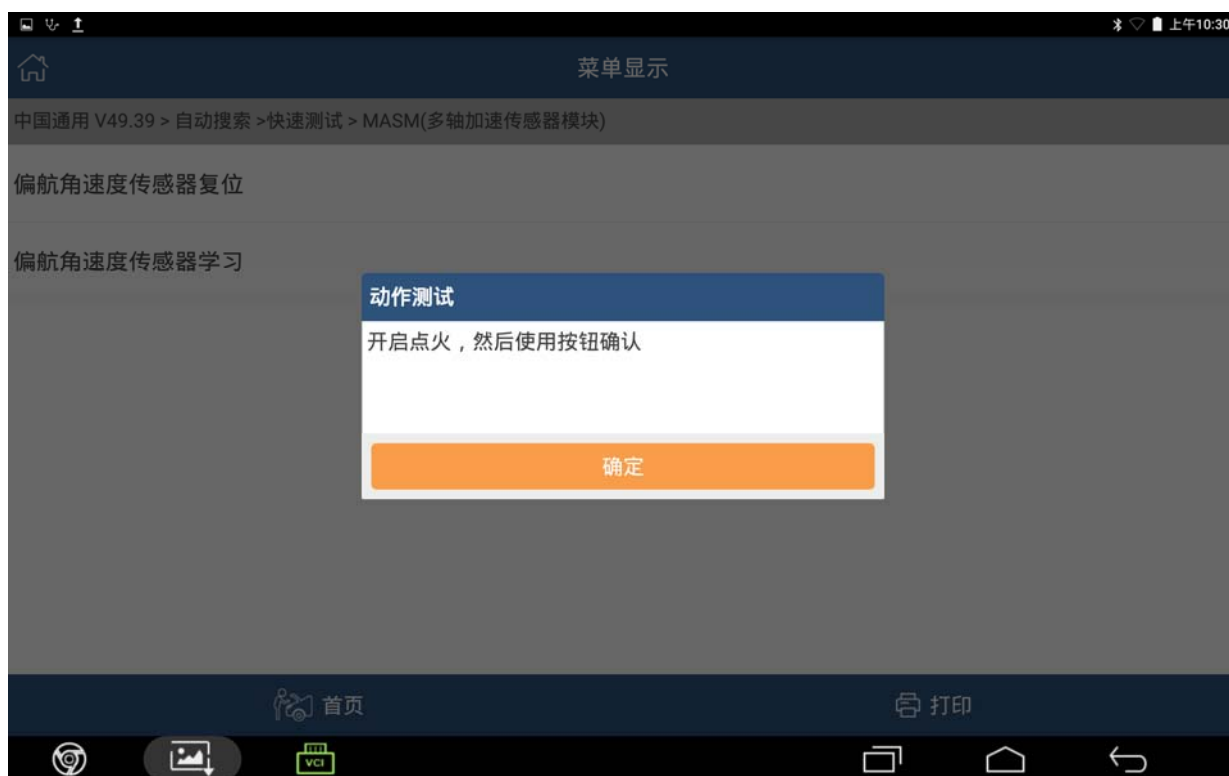 上午10:30
菜单显示
中国通用 V49.39 > 自动搜索 >快速测试 > MASM(多轴加速传感器模块)
偏航角速度传感器复位
偏航角速度传感器学习
动作测试
开启点火，然后使用按钮确认
确定
首页
打印
VCI